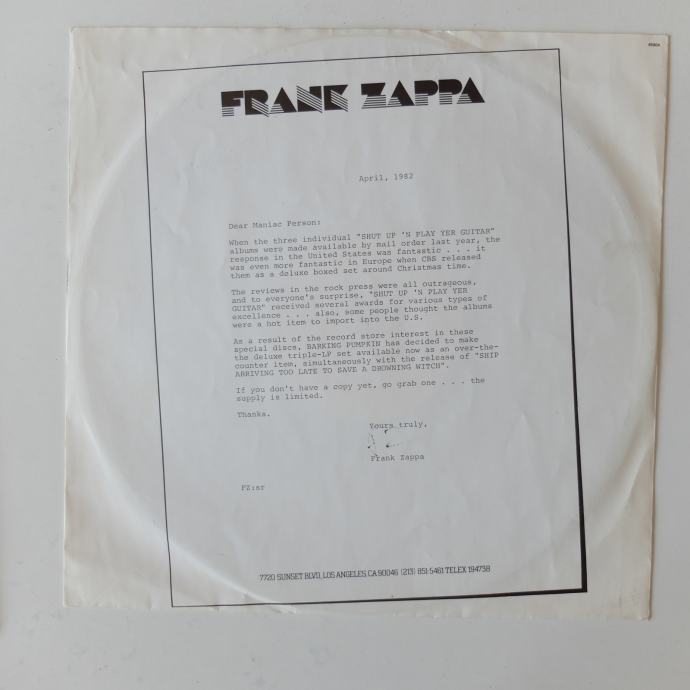 FRANK ZAPPA
April, 1982
Dear Maniac Person:
When the three individual "SHUT UP 'N PLAY YER GUITAR"
albums were made available by mail order last year, the
response in the United States was fantastic . . . it
was even more fantastic in Europe when CBS released
them as a deluxe boxed set around Christmas time.
The reviews in the rock press were all outrageous,
and to everyone's surprise, "SHUT UP 'N PLAY YER
GUITAR" received several awards for various types of
excellence . . . also, some people thought the albums
were a hot item to import into the U.S.
As a result of the record store interest in these
special discs, BARKING PUMPKIN has decided to make
the deluxe triple-LP set available now as an over-the-
counter item, simultaneously with the release of "SHIP
ARRIVING TOO LATE TO SAVE A DROWNING WITCH".
If you don't have a copy yet, go grab one . . . the
supply is limited.
Thanks.
Yours truly,
Frank Zappa
FZ:sr
7720 SUNSET BLVD., LOS ANGELES, CA 90046 (213) 851-5461 TELEX 194738